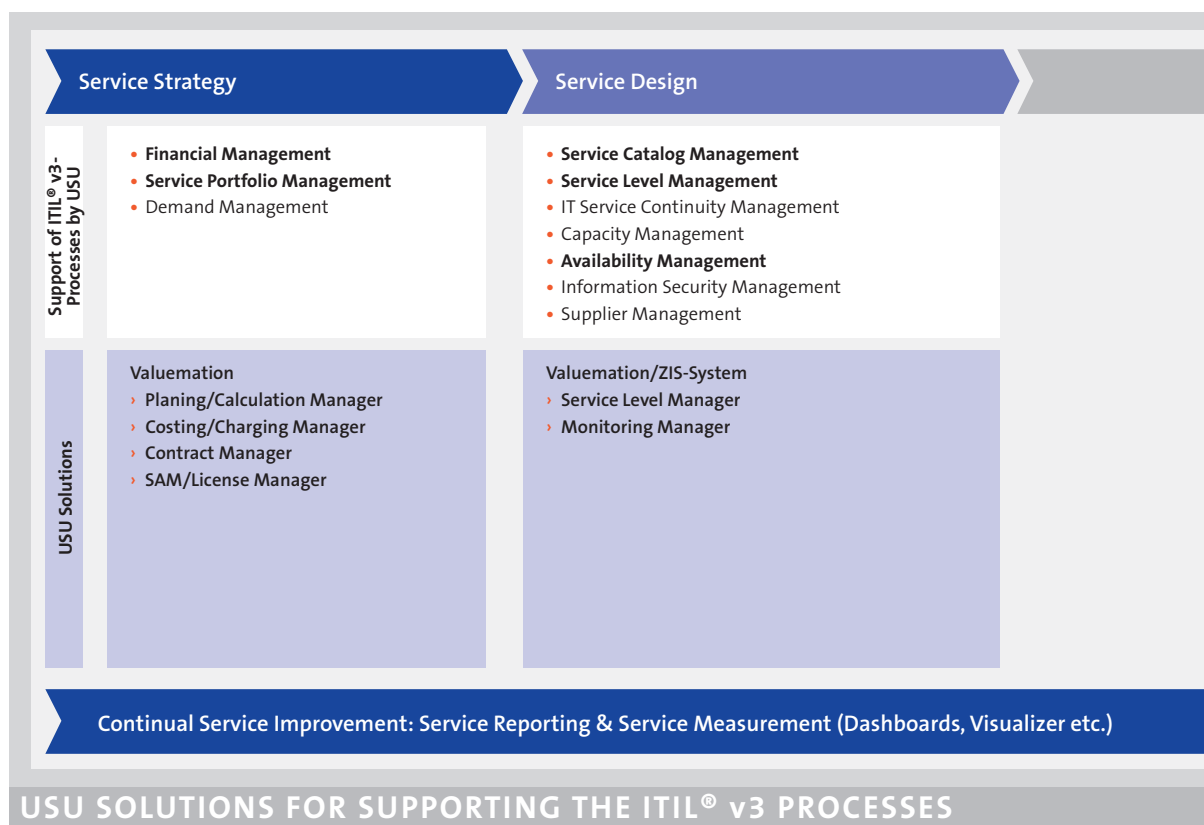 Service Strategy
Service Design
Support of ITIL® v3-
Processes by USU
• Financial Management
• Service Portfolio Management
• Demand Management
• Service Catalog Management
• Service Level Management
• IT Service Continuity Management
• Capacity Management
• Availability Management
• Information Security Management
• Supplier Management
USU Solutions
Valuemation
› Planing/Calculation Manager
› Costing/Charging Manager
› Contract Manager
› SAM/License Manager
Valuemation/ZIS-System
› Service Level Manager
› Monitoring Manager
Continual Service Improvement: Service Reporting & Service Measurement (Dashboards, Visualizer etc.)
USU SOLUTIONS FOR SUPPORTING THE ITIL® v3 PROCESSES